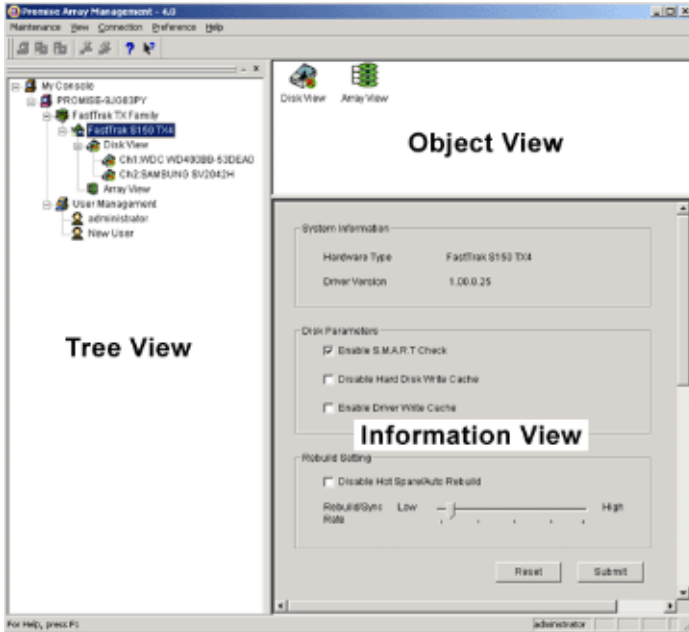 Promise Array Management - 4.0
Maintenance View Connection Preference Help
My Console
PROMISE-9JO83PY
FastTrak TX Family
FastTrak S150 TX4
Disk View
Ch1:WDC WD400BB-53DEA0
Ch2:SAMSUNG SV2042H
Array View
User Management
administrator
New User
Tree View
Disk View Array View
Object View
System Information
Hardware Type FastTrak S150 TX4
Driver Version 1.00.0.25
Disk Parameters
Enable S.M.A.R.T Check
Disable Hard Disk Write Cache
Enable Driver Write Cache
Information View
Rebuild Setting
Disable Hot Spare/Auto Rebuild
Rebuild/Sync Rate Low High
Reset Submit
For Help, press F1 administrator